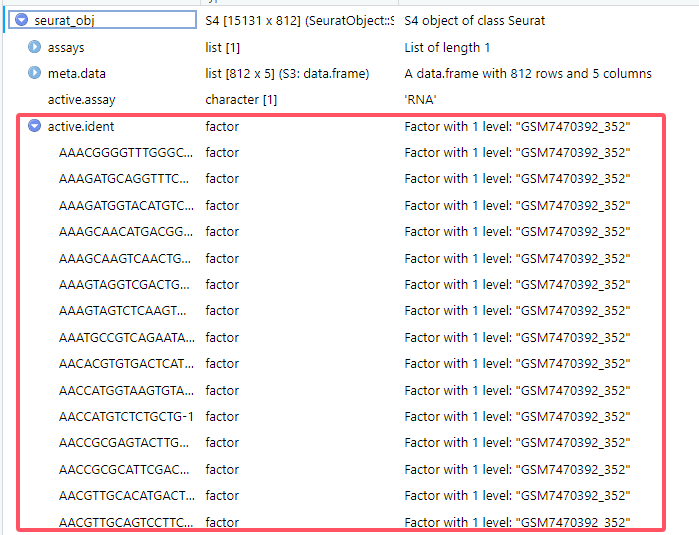 seurat_obj S4 [15131 x 812] (SeuratObject::S S4 object of class Seurat
assays list [1] List of length 1
meta.data list [812 x 5] (S3: data.frame) A data.frame with 812 rows and 5 columns
active.assay character [1] 'RNA'
active.ident factor Factor with 1 level: "GSM7470392_352"
AAACGGGGTTTGGGC... factor Factor with 1 level: "GSM7470392_352"
AAAGATGCAGGTTTC... factor Factor with 1 level: "GSM7470392_352"
AAAGATGGTACATGTC... factor Factor with 1 level: "GSM7470392_352"
AAAGCAACATGACGG... factor Factor with 1 level: "GSM7470392_352"
AAAGCAAGTCAACTG... factor Factor with 1 level: "GSM7470392_352"
AAAGTAGGTCGACTG... factor Factor with 1 level: "GSM7470392_352"
AAAGTAGTCTCAAGT... factor Factor with 1 level: "GSM7470392_352"
AAATGCCGTCAGAATA... factor Factor with 1 level: "GSM7470392_352"
AACACGTGTGACTCAT... factor Factor with 1 level: "GSM7470392_352"
AACCATGGTAAGTGTA... factor Factor with 1 level: "GSM7470392_352"
AACCATGTCTCTGCTG-1 factor Factor with 1 level: "GSM7470392_352"
AACCGCGAGTACTTG... factor Factor with 1 level: "GSM7470392_352"
AACCGCGCATTCGAC... factor Factor with 1 level: "GSM7470392_352"
AACGTTGCACATGACT... factor Factor with 1 level: "GSM7470392_352"
AACGTTGCAGTCCTTC... factor Factor with 1 level: "GSM7470392_352"